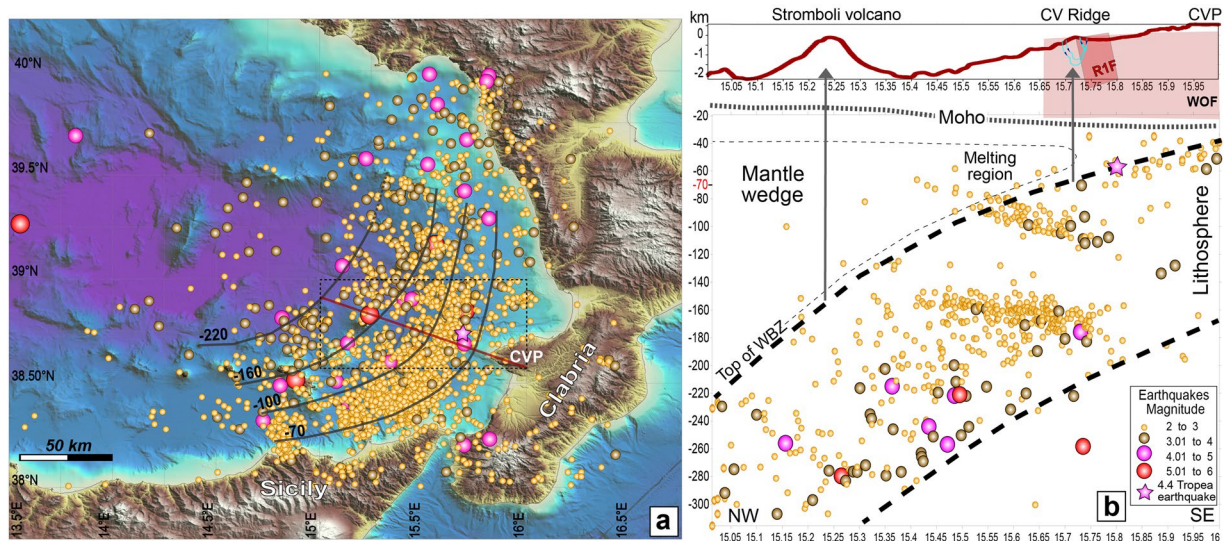 40°N
39.5°N
39°N
38.50°N
38°N
13.5°E
14°E
14.5°E
15°E
15.5°E
16°E
16.5°E
-220
-160
-100
-70
CVP
Clabria
Sicily
50 km
a
km
Stromboli volcano
CV Ridge
CVP
0
-1
-2
R1F
WOF
15.05 15.1 15.15 15.2 15.25 15.3 15.35 15.4 15.45 15.5 15.55 15.6 15.65 15.7 15.75 15.8 15.85 15.9 15.95
-20
-40
-60
-70
-80
-100
-120
-140
-160
-180
-200
-220
-240
-260
-280
-300
Moho
Mantle
wedge
Melting
region
Top of WBZ
Lithosphere
Earthquakes
Magnitude
2 to 3
3.01 to 4
4.01 to 5
5.01 to 6
4.4 Tropea
earthquake
NW
b
SE
15.05 15.1 15.15 15.2 15.25 15.3 15.35 15.4 15.45 15.5 15.55 15.6 15.65 15.7 15.75 15.8 15.85 15.9 15.95 16